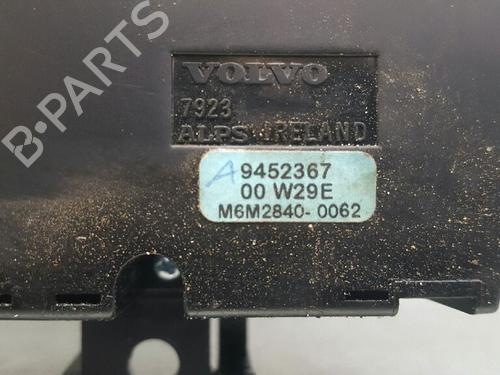 VOLVO
7923
ALPS IRELAND
A 9452367
00 W29E
M6M2840-0062
B-PARTS